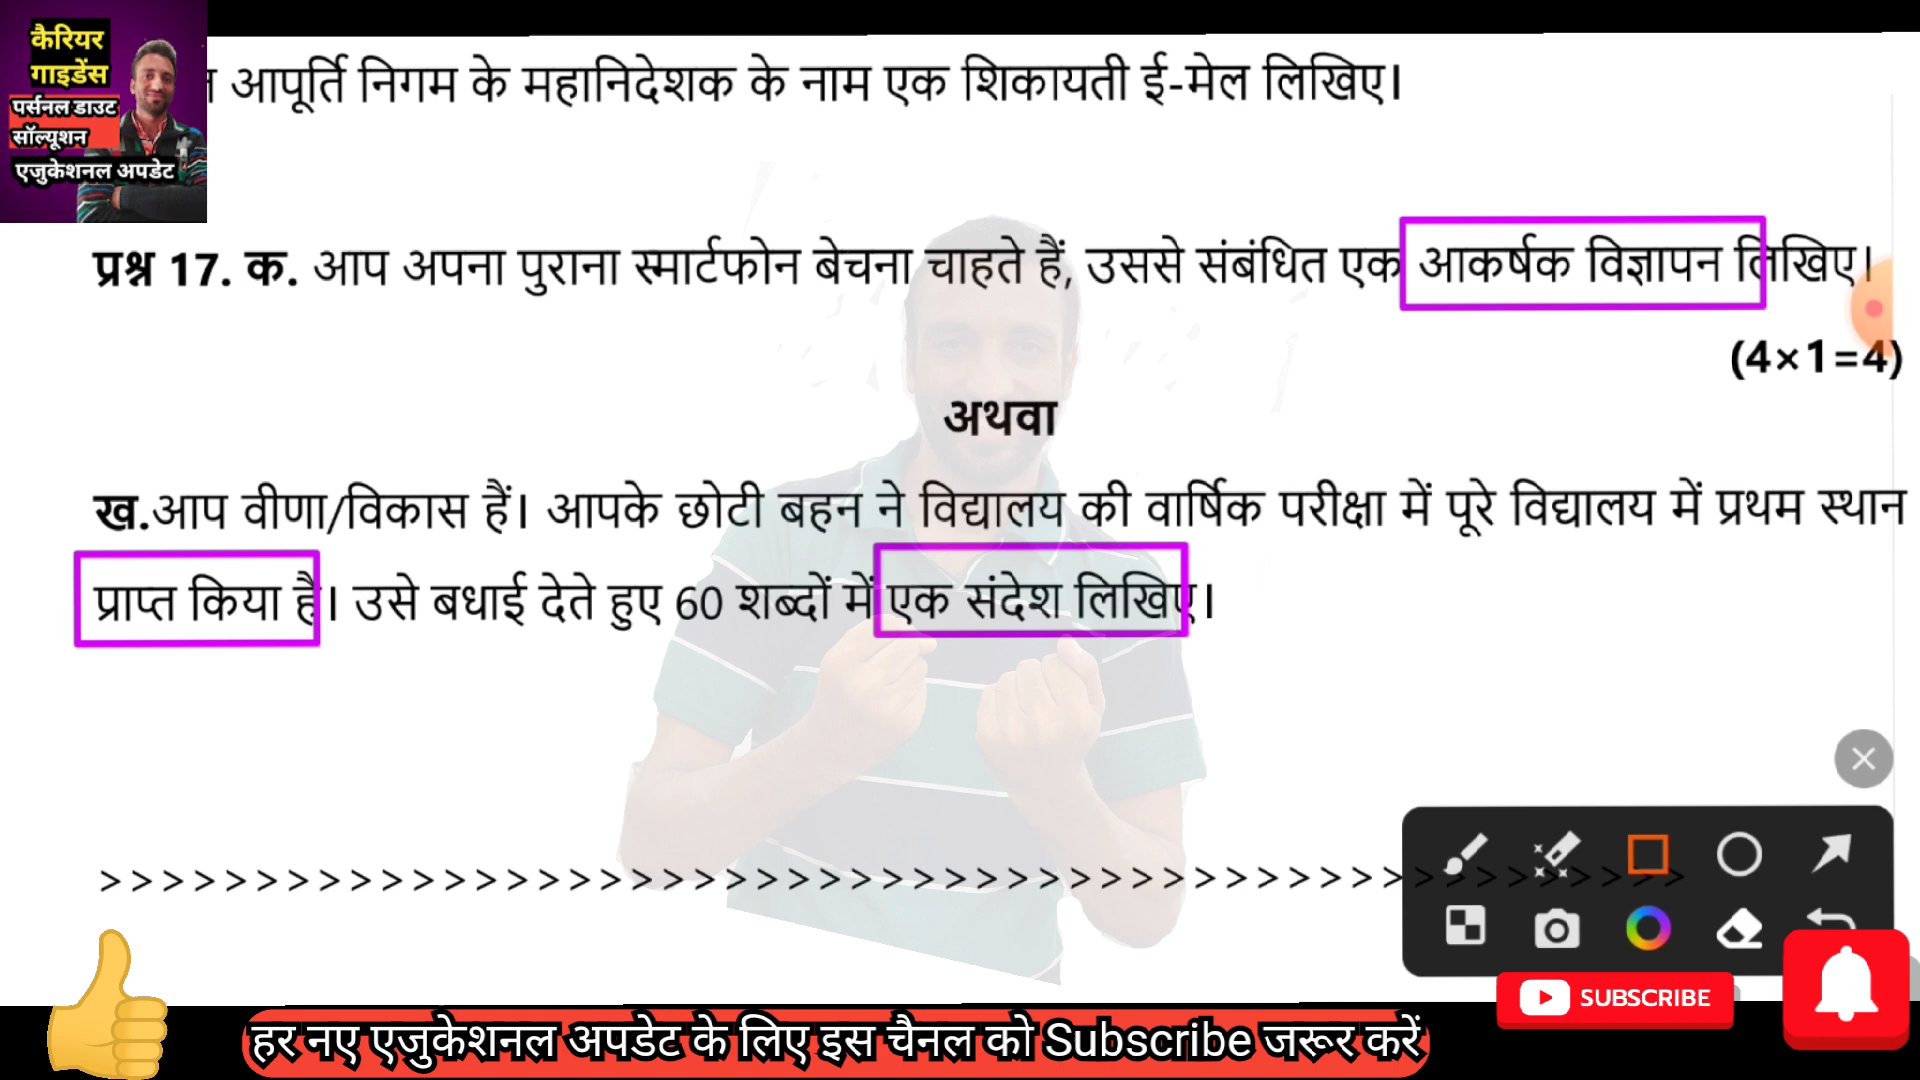 कैरियर
गाइडेंस
पर्सनल डाउट
सॉल्यूशन
एजुकेशनल अपडेट
आपूर्ति निगम के महानिदेशक के नाम एक शिकायती ई-मेल लिखिए।
प्रश्न 17. क. आप अपना पुराना स्मार्टफोन बेचना चाहते हैं, उससे संबंधित एक आकर्षक विज्ञापन लिखिए।
(4×1=4)
अथवा
ख.आप वीणा/विकास हैं। आपके छोटी बहन ने विद्यालय की वार्षिक परीक्षा में पूरे विद्यालय में प्रथम स्थान
प्राप्त किया है। उसे बधाई देते हुए 60 शब्दों में एक संदेश लिखिए।
>>>>>>>>>>>>>>>>>>>>>>>>>>>>>>>>>>>>>>>>>>>>>>>>>>>
SUBSCRIBE
हर नए एजुकेशनल अपडेट के लिए इस चैनल को Subscribe जरूर करें